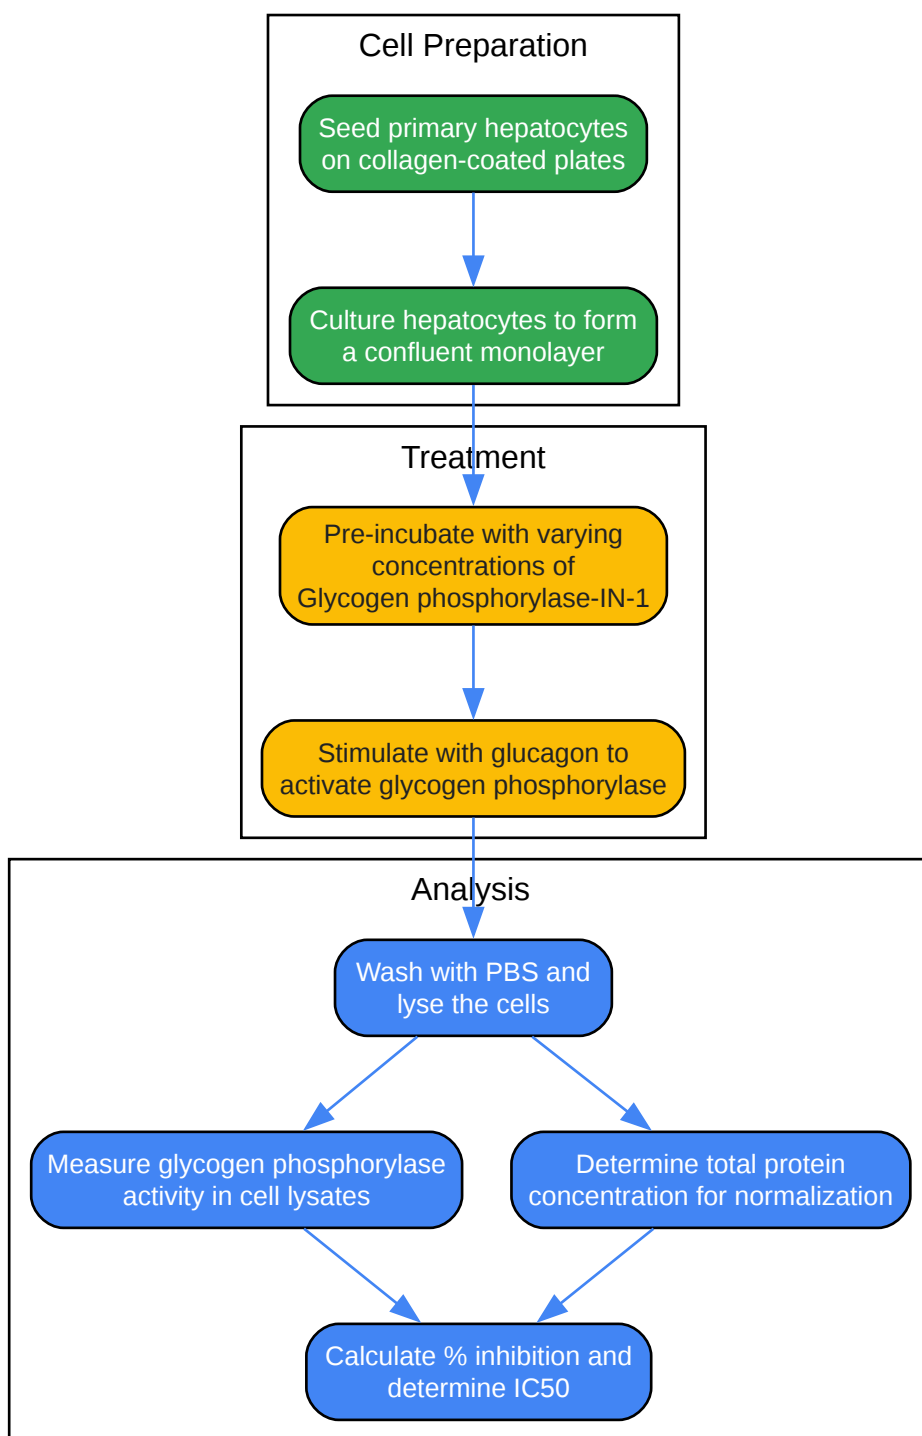 Cell Preparation
Seed primary hepatocytes
on collagen-coated plates
Culture hepatocytes to form
a confluent monolayer
Treatment
Pre-incubate with varying
concentrations of
Glycogen phosphorylase-IN-1
Stimulate with glucagon to
activate glycogen phosphorylase
Analysis
Wash with PBS and
lyse the cells
Measure glycogen phosphorylase
activity in cell lysates
Determine total protein
concentration for normalization
Calculate % inhibition and
determine IC50